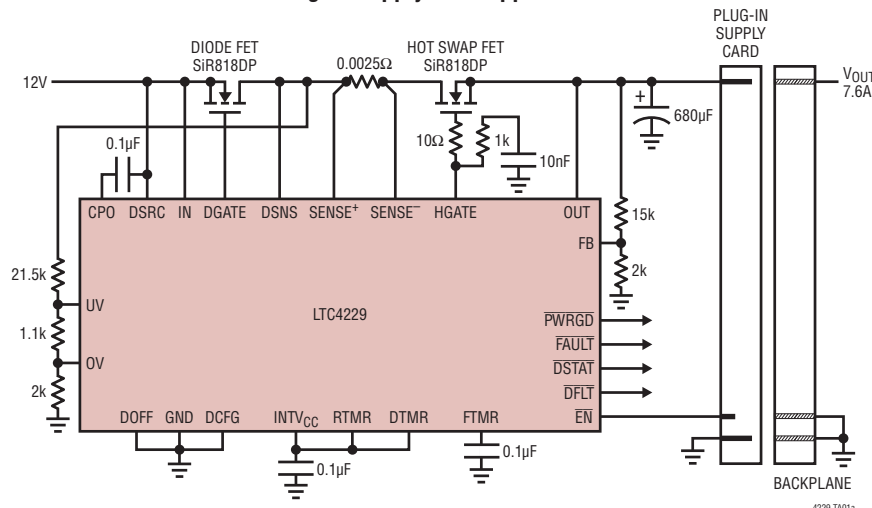 PLUG-IN
SUPPLY
CARD
DIODE FET
SiR818DP
0.0025Ω
HOT SWAP FET
SiR818DP
12V
VOUT
7.6A
+
680µF
0.1µF
10Ω
1k
10nF
CPO DSRC IN DGATE DSNS SENSE+ SENSE– HGATE OUT
15k
FB
2k
21.5k
UV
LTC4229
PWRGD
1.1k
FAULT
OV
DSTAT
2k
DFLT
EN
DOFF GND DCFG INTVCC RTMR DTMR FTMR
0.1µF
0.1µF
BACKPLANE